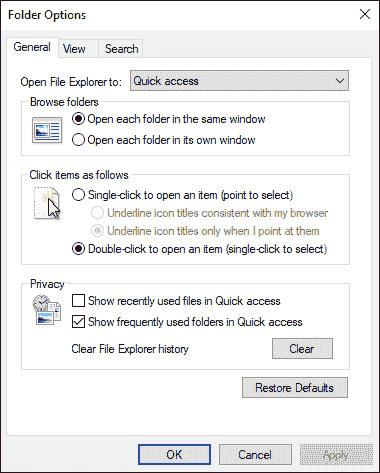 Folder Options
General View Search
Open File Explorer to: Quick access
Browse folders
Open each folder in the same window
Open each folder in its own window
Click items as follows
Single-click to open an item (point to select)
Underline icon titles consistent with my browser
Underline icon titles only when I point at them
Double-click to open an item (single-click to select)
Privacy
Show recently used files in Quick access
Show frequently used folders in Quick access
Clear File Explorer history Clear
Restore Defaults
OK Cancel Apply